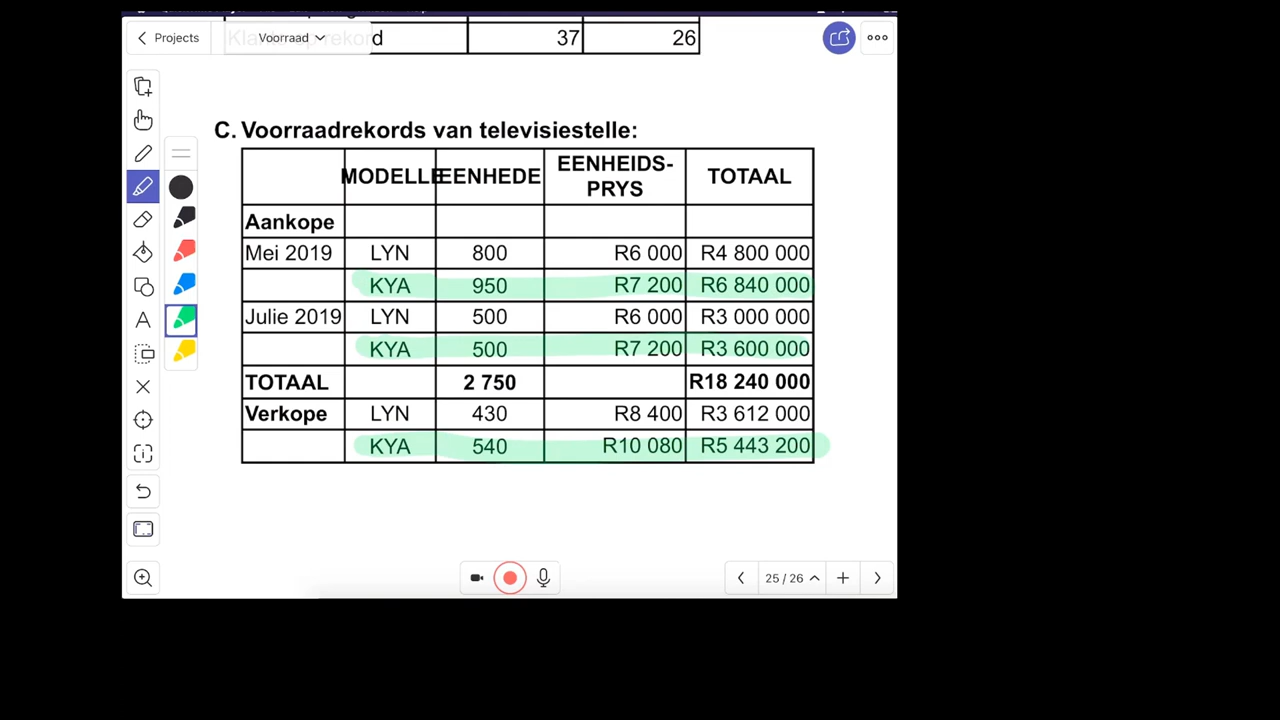 Projects
Voorraad
d 37 26
C. Voorraadrekords van televisiestelle:
MODELLE EENHEDE EENHEIDS-PRYS TOTAAL
Aankope
Mei 2019 LYN 800 R6 000 R4 800 000
KYA 950 R7 200 R6 840 000
Julie 2019 LYN 500 R6 000 R3 000 000
KYA 500 R7 200 R3 600 000
TOTAAL 2 750 R18 240 000
Verkope LYN 430 R8 400 R3 612 000
KYA 540 R10 080 R5 443 200
25 / 26